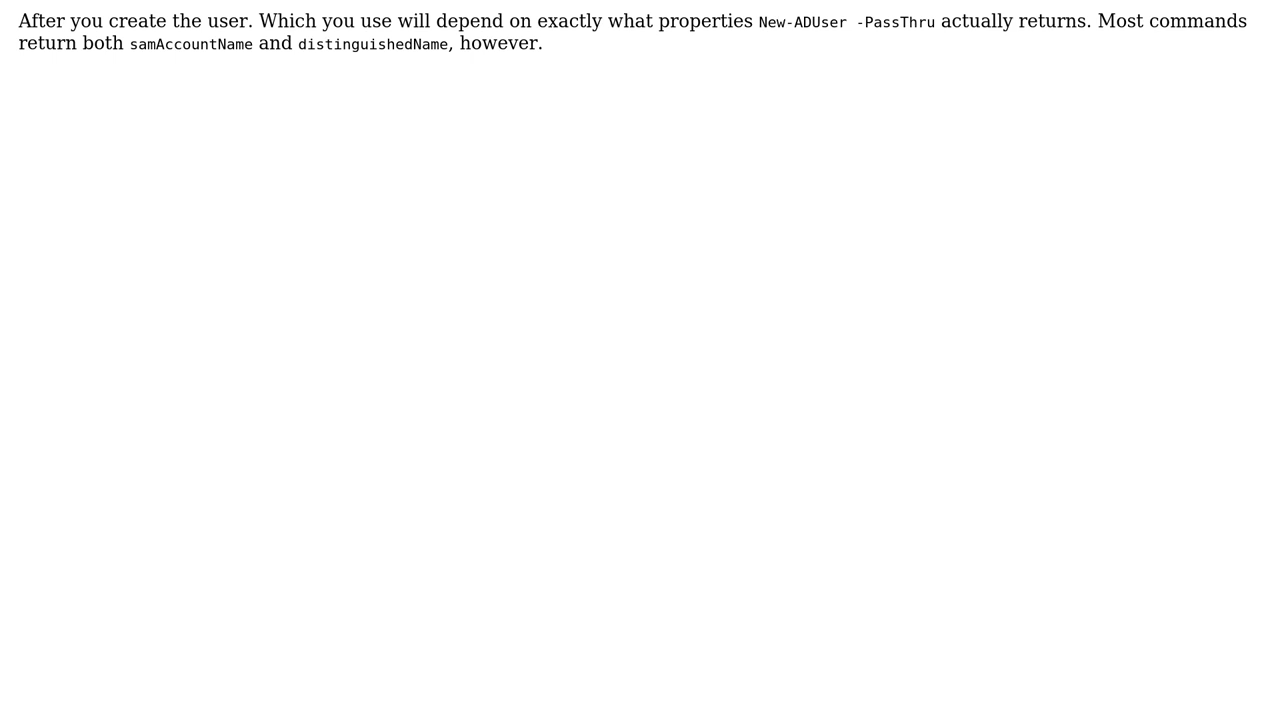 After you create the user. Which you use will depend on exactly what properties New-ADUser -PassThru actually returns. Most commands
return both samAccountName and distinguishedName, however.